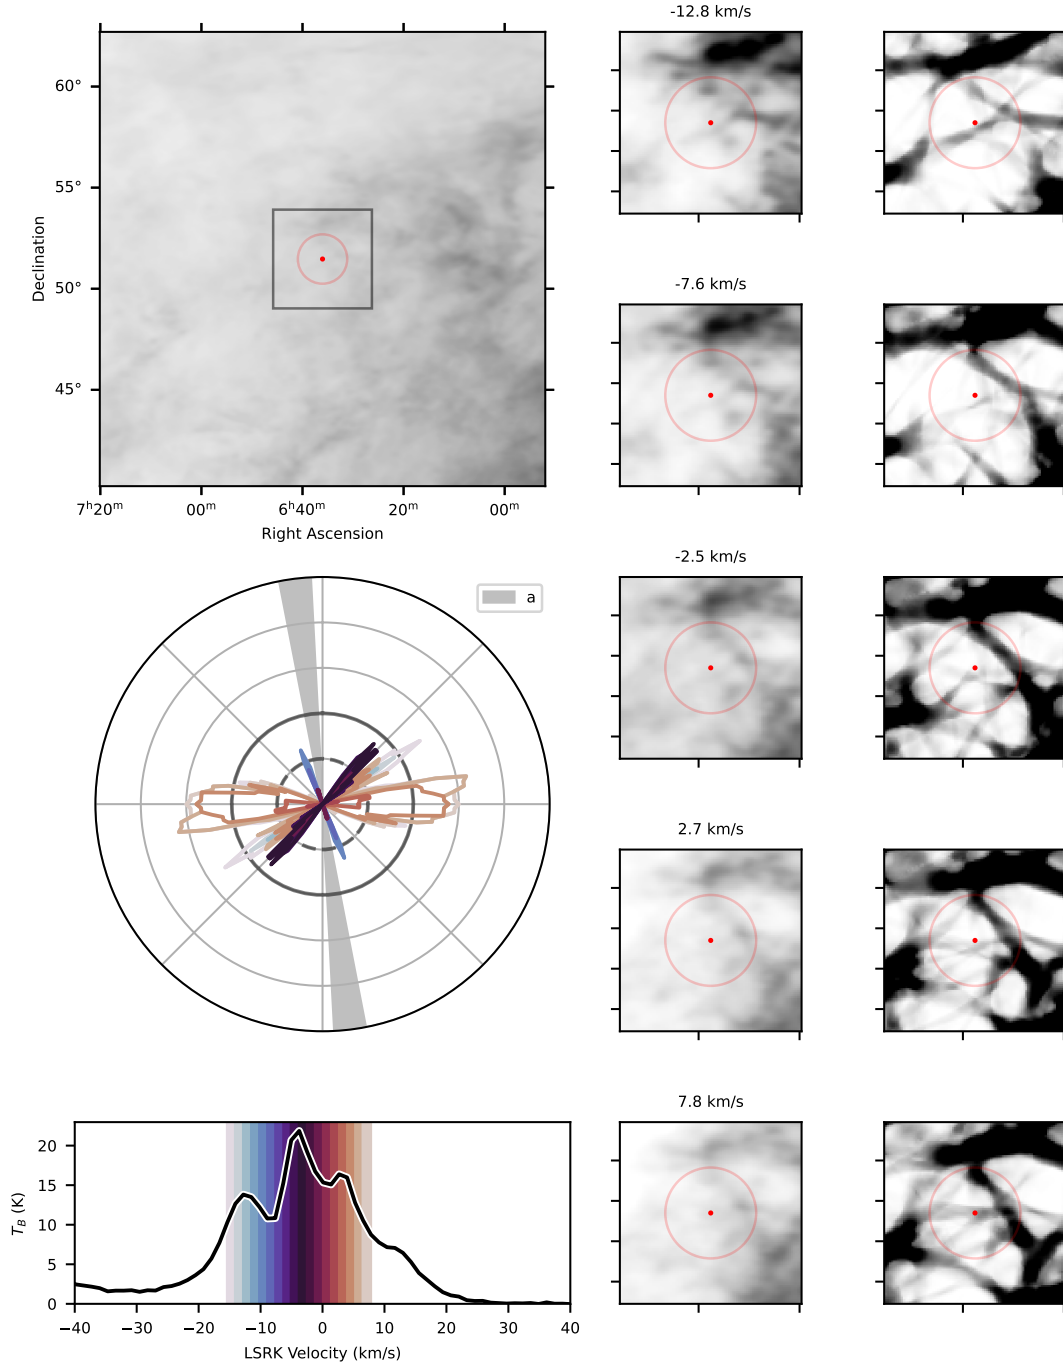 -12.8 km/s
60°
55°
50°
45°
Declination
7ʰ20ᵐ 00ᵐ 6ʰ40ᵐ 20ᵐ 00ᵐ
Right Ascension
-7.6 km/s
-2.5 km/s
a
2.7 km/s
7.8 km/s
20
15
10
5
0
T_B (K)
−40 −30 −20 −10 0 10 20 30 40
LSRK Velocity (km/s)